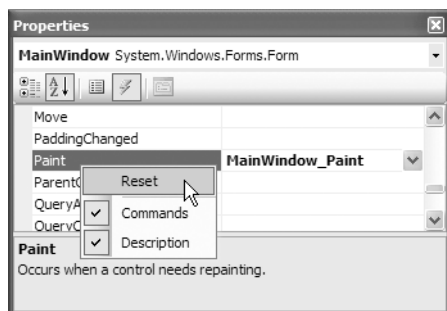 Properties
MainWindow System.Windows.Forms.Form
Move
PaddingChanged
Paint MainWindow_Paint
Reset
Commands
Description
Paint
Occurs when a control needs repainting.